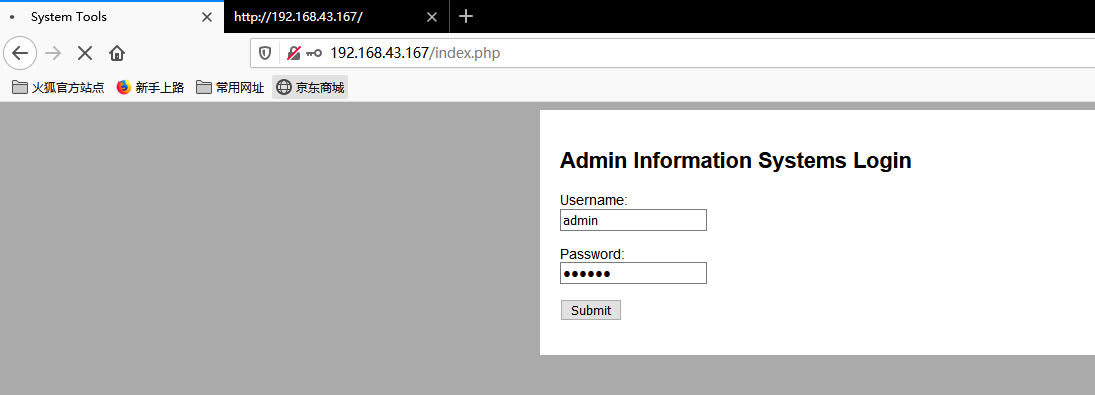 System Tools
http://192.168.43.167/
192.168.43.167/index.php
火狐官方站点 新手上路 常用网址 京东商城
Admin Information Systems Login
Username:
admin
Password:
••••••
Submit